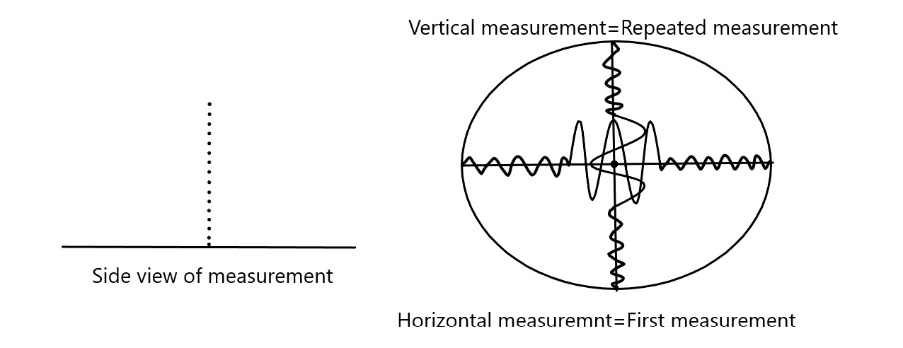 Vertical measurement=Repeated measurement
Side view of measurement
Horizontal measuremnt=First measurement